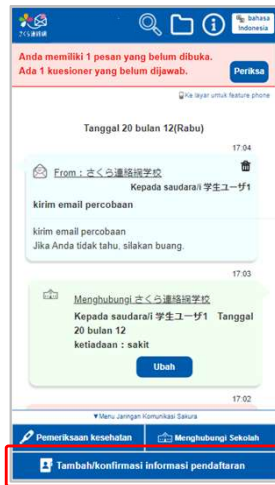 さくら連絡網
bahasa
Indonesia
Anda memiliki 1 pesan yang belum dibuka.
Ada 1 kuesioner yang belum dijawab.
Periksa
Ke layar untuk feature phone
Tanggal 20 bulan 12(Rabu)
17:04
From：さくら連絡網学校
Kepada saudara/i 学生ユーザ1
kirim email percobaan
kirim email percobaan
Jika Anda tidak tahu, silakan buang.
17:03
Menghubungi さくら連絡網学校
Kepada saudara/i 学生ユーザ1 Tanggal
20 bulan 12
ketiadaan：sakit
Ubah
17:02
▼Menu Jaringan Komunikasi Sakura
Pemeriksaan kesehatan
Menghubungi Sekolah
Tambah/konfirmasi informasi pendaftaran